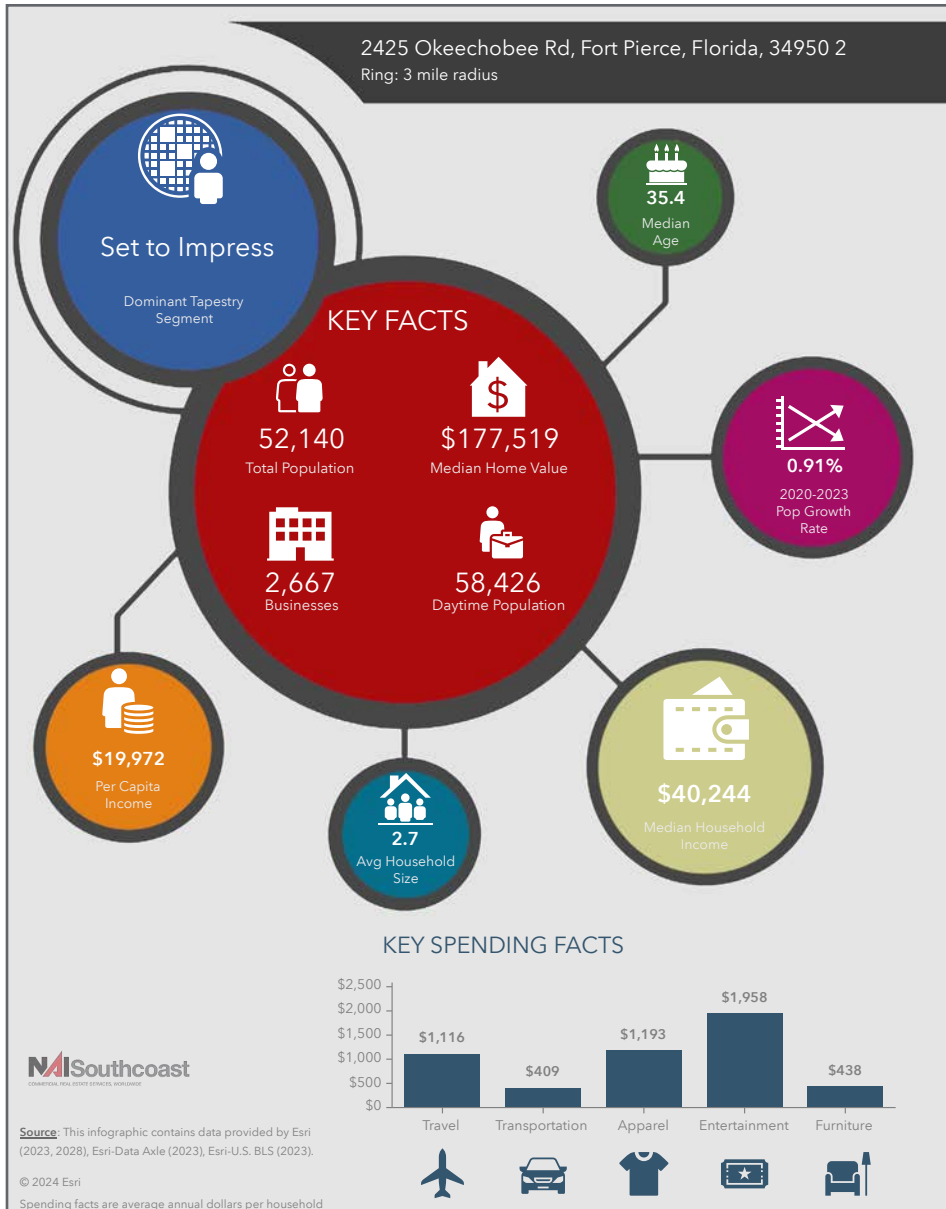 2425 Okeechobee Rd, Fort Pierce, Florida, 34950 2
Ring: 3 mile radius
Set to Impress
Dominant Tapestry
Segment
35.4
Median
Age
KEY FACTS
52,140
Total Population
$177,519
Median Home Value
2,667
Businesses
58,426
Daytime Population
0.91%
2020-2023
Pop Growth
Rate
$19,972
Per Capita
Income
2.7
Avg Household
Size
$40,244
Median Household
Income
KEY SPENDING FACTS
$2,500
$2,000
$1,500
$1,000
$500
$0
$1,116
$409
$1,193
$1,958
$438
Travel
Transportation
Apparel
Entertainment
Furniture
NAISouthcoast
COMMERCIAL REAL ESTATE SERVICES, WORLDWIDE
Source: This infographic contains data provided by Esri
(2023, 2028), Esri-Data Axle (2023), Esri-U.S. BLS (2023).
© 2024 Esri
Spending facts are average annual dollars per household